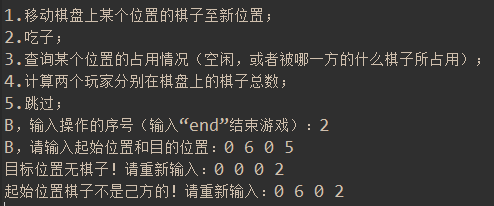 1.移动棋盘上某个位置的棋子至新位置；
2.吃子；
3.查询某个位置的占用情况（空闲，或者被哪一方的什么棋子所占用）；
4.计算两个玩家分别在棋盘上的棋子总数；
5.跳过；
B，输入操作的序号（输入“end”结束游戏）：2
B，请输入起始位置和目的位置：0 6 0 5
目标位置无棋子！请重新输入：0 0 0 2
起始位置棋子不是己方的！请重新输入：0 6 0 2